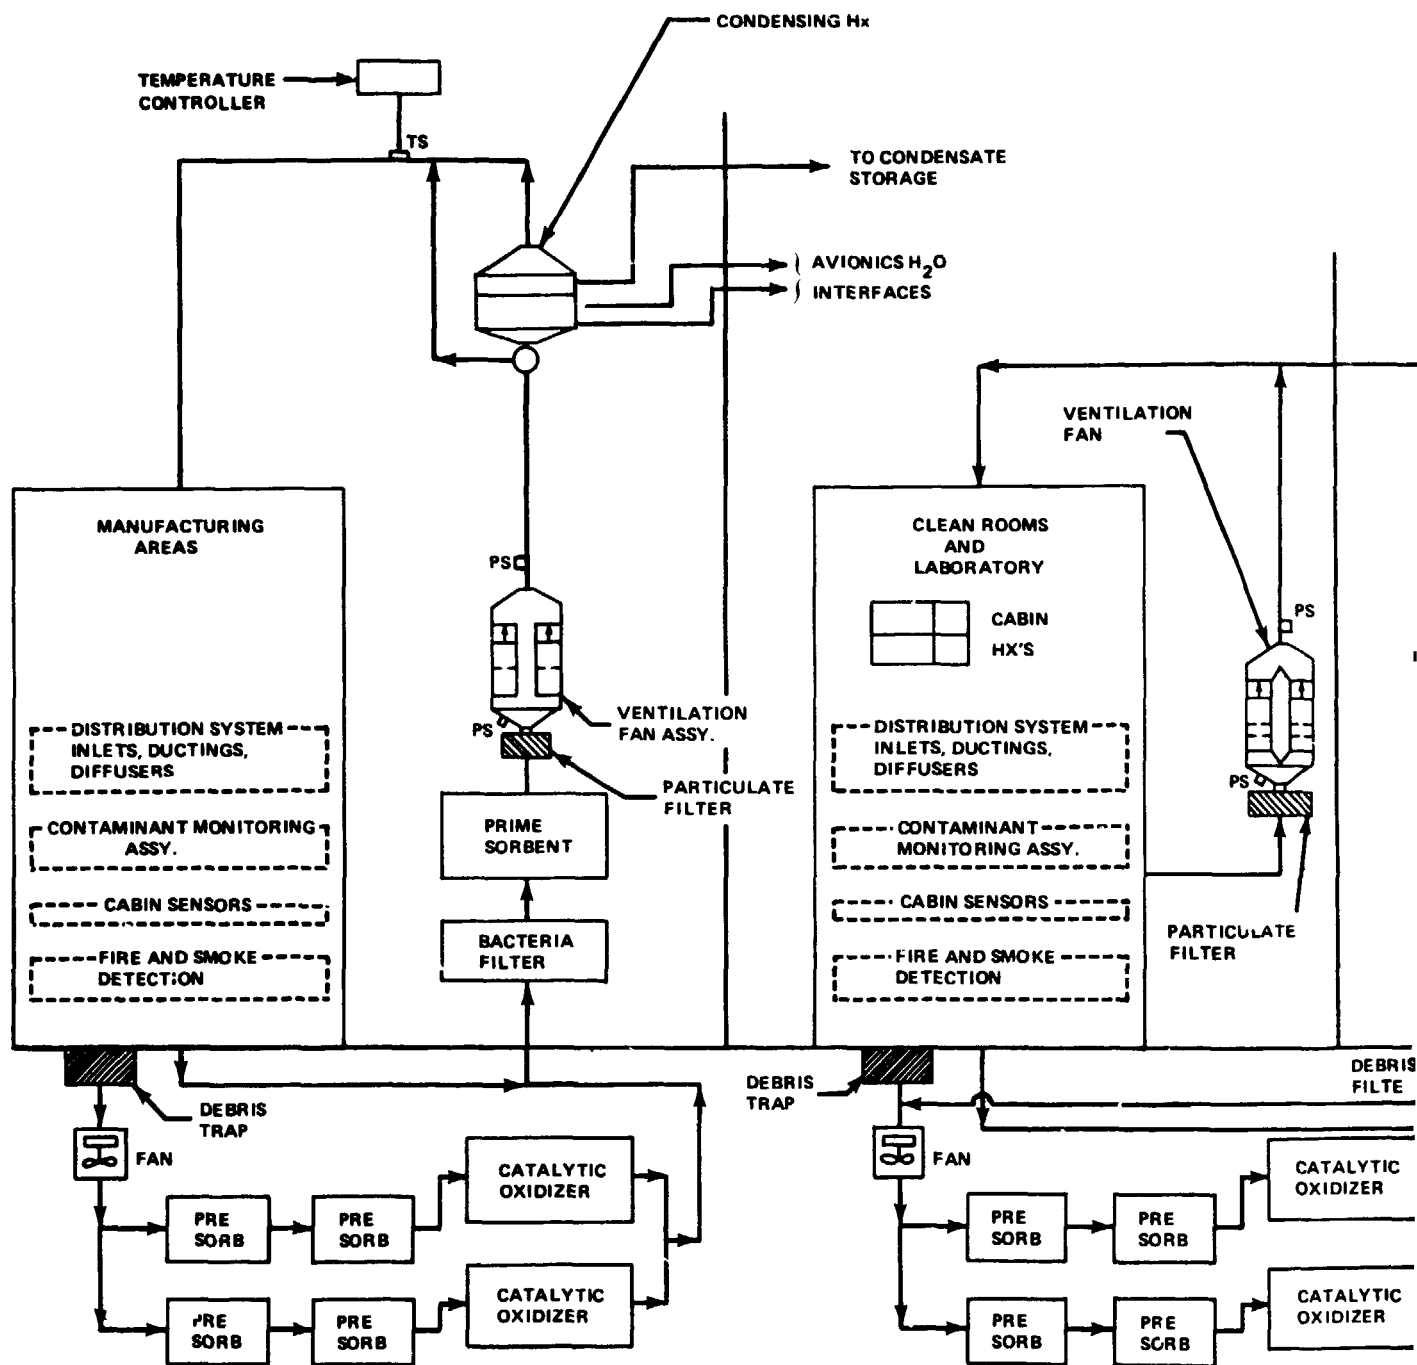 CONDENSING Hx
TEMPERATURE
CONTROLLER
TS
TO CONDENSATE
STORAGE
AVIONICS H2O
INTERFACES
MANUFACTURING
AREAS
PS
DISTRIBUTION SYSTEM
INLETS, DUCTINGS,
DIFFUSERS
CONTAMINANT MONITORING
ASSY.
CABIN SENSORS
FIRE AND SMOKE
DETECTION
PS
VENTILATION
FAN ASSY.
PARTICULATE
FILTER
PRIME
SORBENT
BACTERIA
FILTER
DEBRIS
TRAP
FAN
PRE
SORB
PRE
SORB
CATALYTIC
OXIDIZER
PRE
SORB
PRE
SORB
CATALYTIC
OXIDIZER
VENTILATION
FAN
CLEAN ROOMS
AND
LABORATORY
CABIN
HX'S
PS
DISTRIBUTION SYSTEM
INLETS, DUCTINGS,
DIFFUSERS
CONTAMINANT
MONITORING ASSY.
CABIN SENSORS
FIRE AND SMOKE
DETECTION
PS
PARTICULATE
FILTER
DEBRIS
TRAP
DEBRIS
FILTE
FAN
PRE
SORB
PRE
SORB
CATALYTIC
OXIDIZER
PRE
SORB
PRE
SORB
CATALYTIC
OXIDIZER